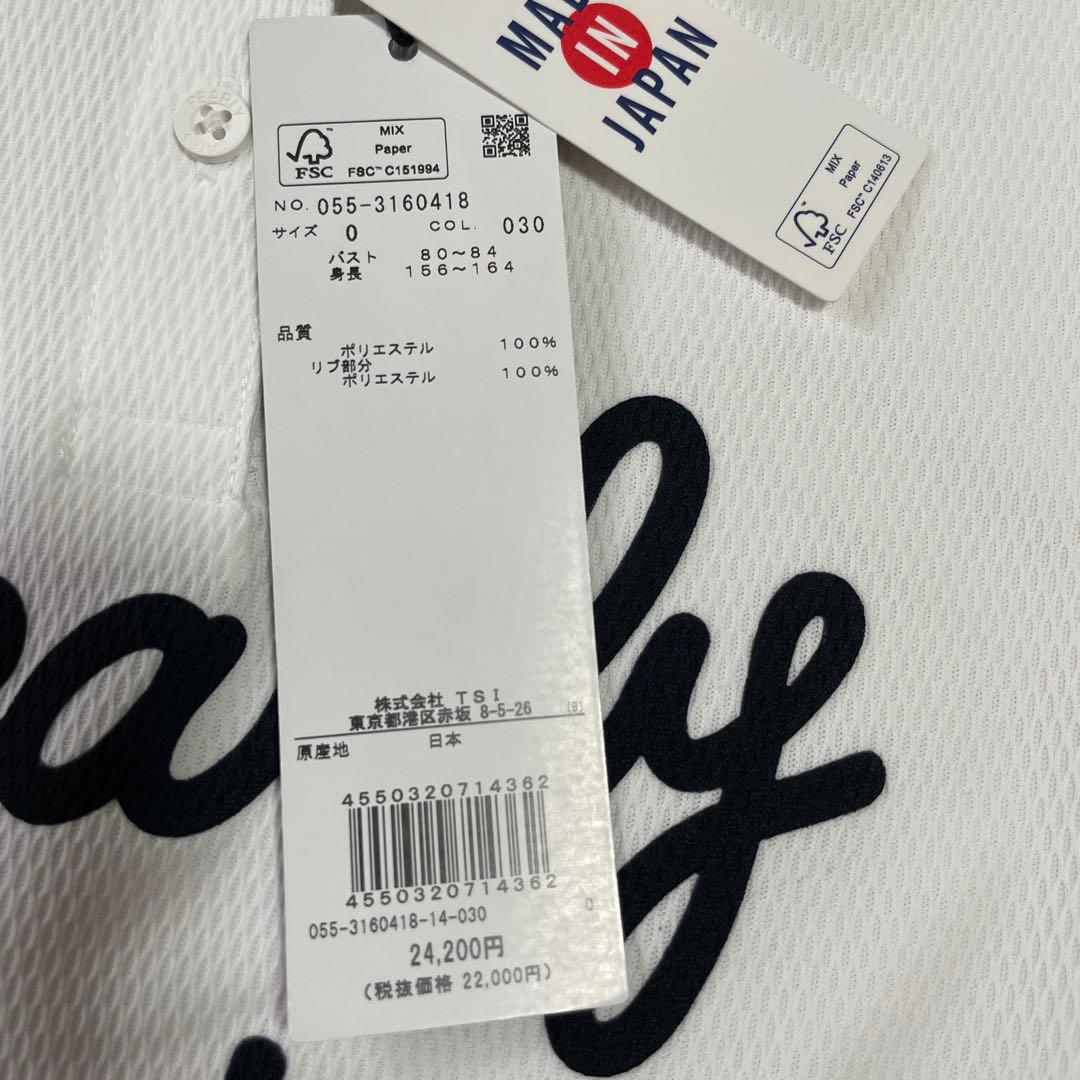 MADE
IN
JAPAN
MIX
Paper
FSC™ C140613
FSC
MIX
Paper
FSC™ C151994
FSC
NO. 055-3160418
サイズ 0 COL. 030
バスト 80〜84
身長 156〜164
品質
ポリエステル 100%
リブ部分
ポリエステル 100%
株式会社 TSI
東京都港区赤坂 8-5-26 (8)
原産地 日本
4550320714362
4550320714362
055-3160418-14-030 0
24,200円
(税抜価格 22,000円)